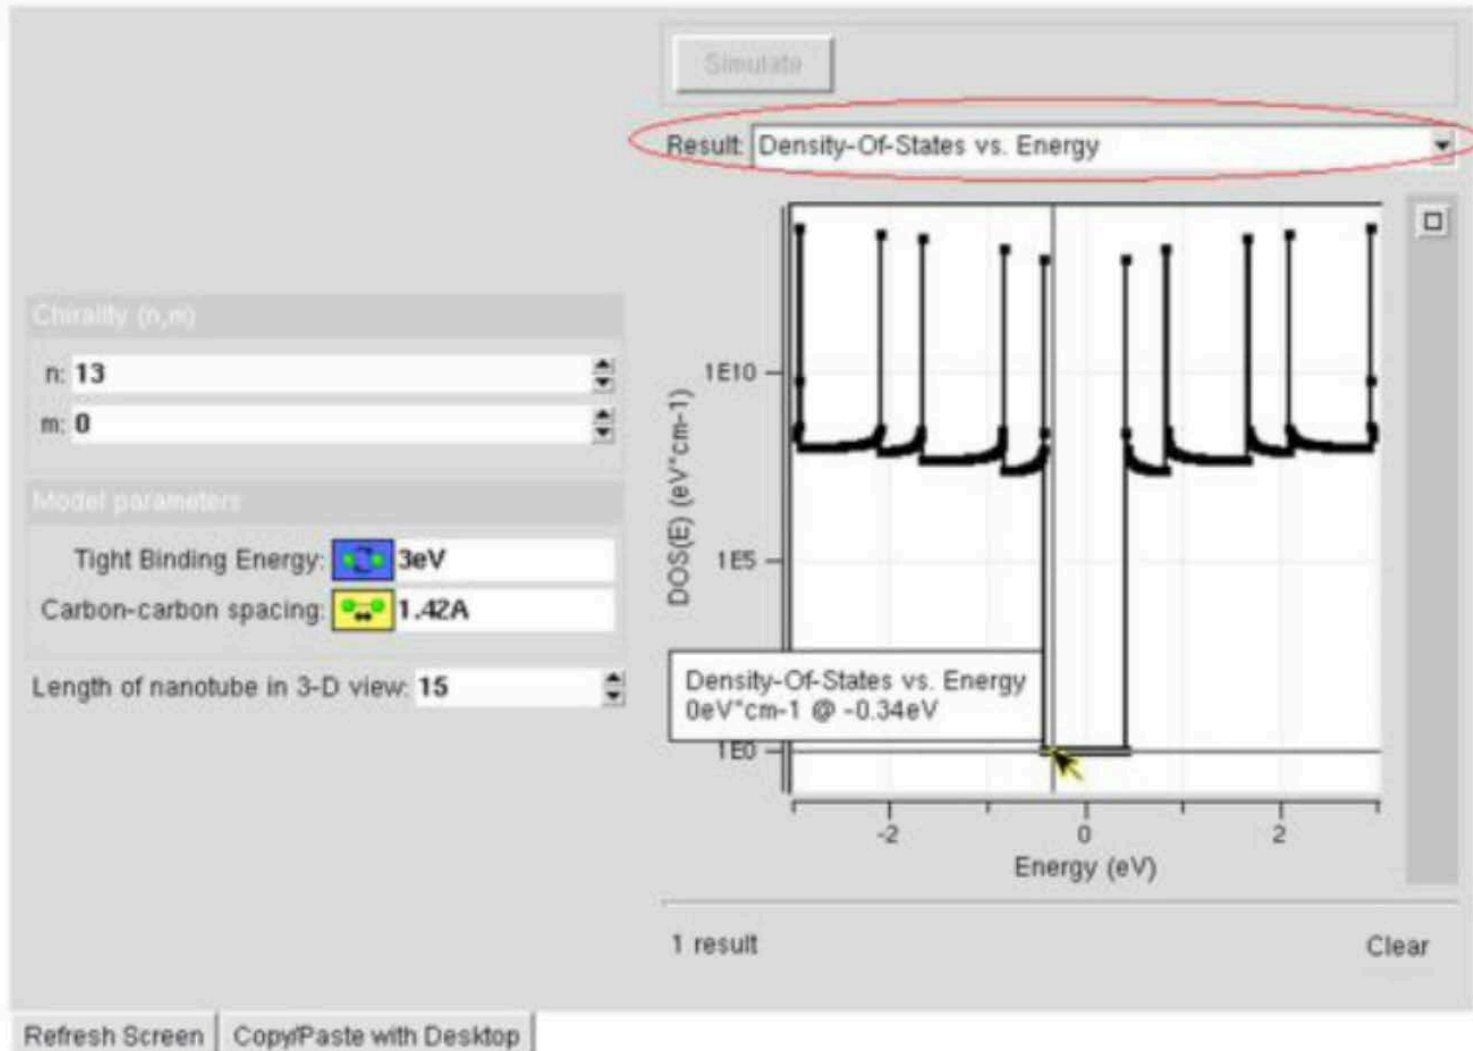 Simulate
Result: Density-Of-States vs. Energy
Chirality (n,m)
n: 13
m: 0
Model parameters
Tight Binding Energy: 3eV
Carbon-carbon spacing: 1.42A
Length of nanotube in 3-D view: 15
DOS(E) (eV*cm-1)
1E10
1E5
1E0
Density-Of-States vs. Energy
0eV*cm-1 @ -0.34eV
-2 0 2
Energy (eV)
1 result Clear
Refresh Screen Copy/Paste with Desktop